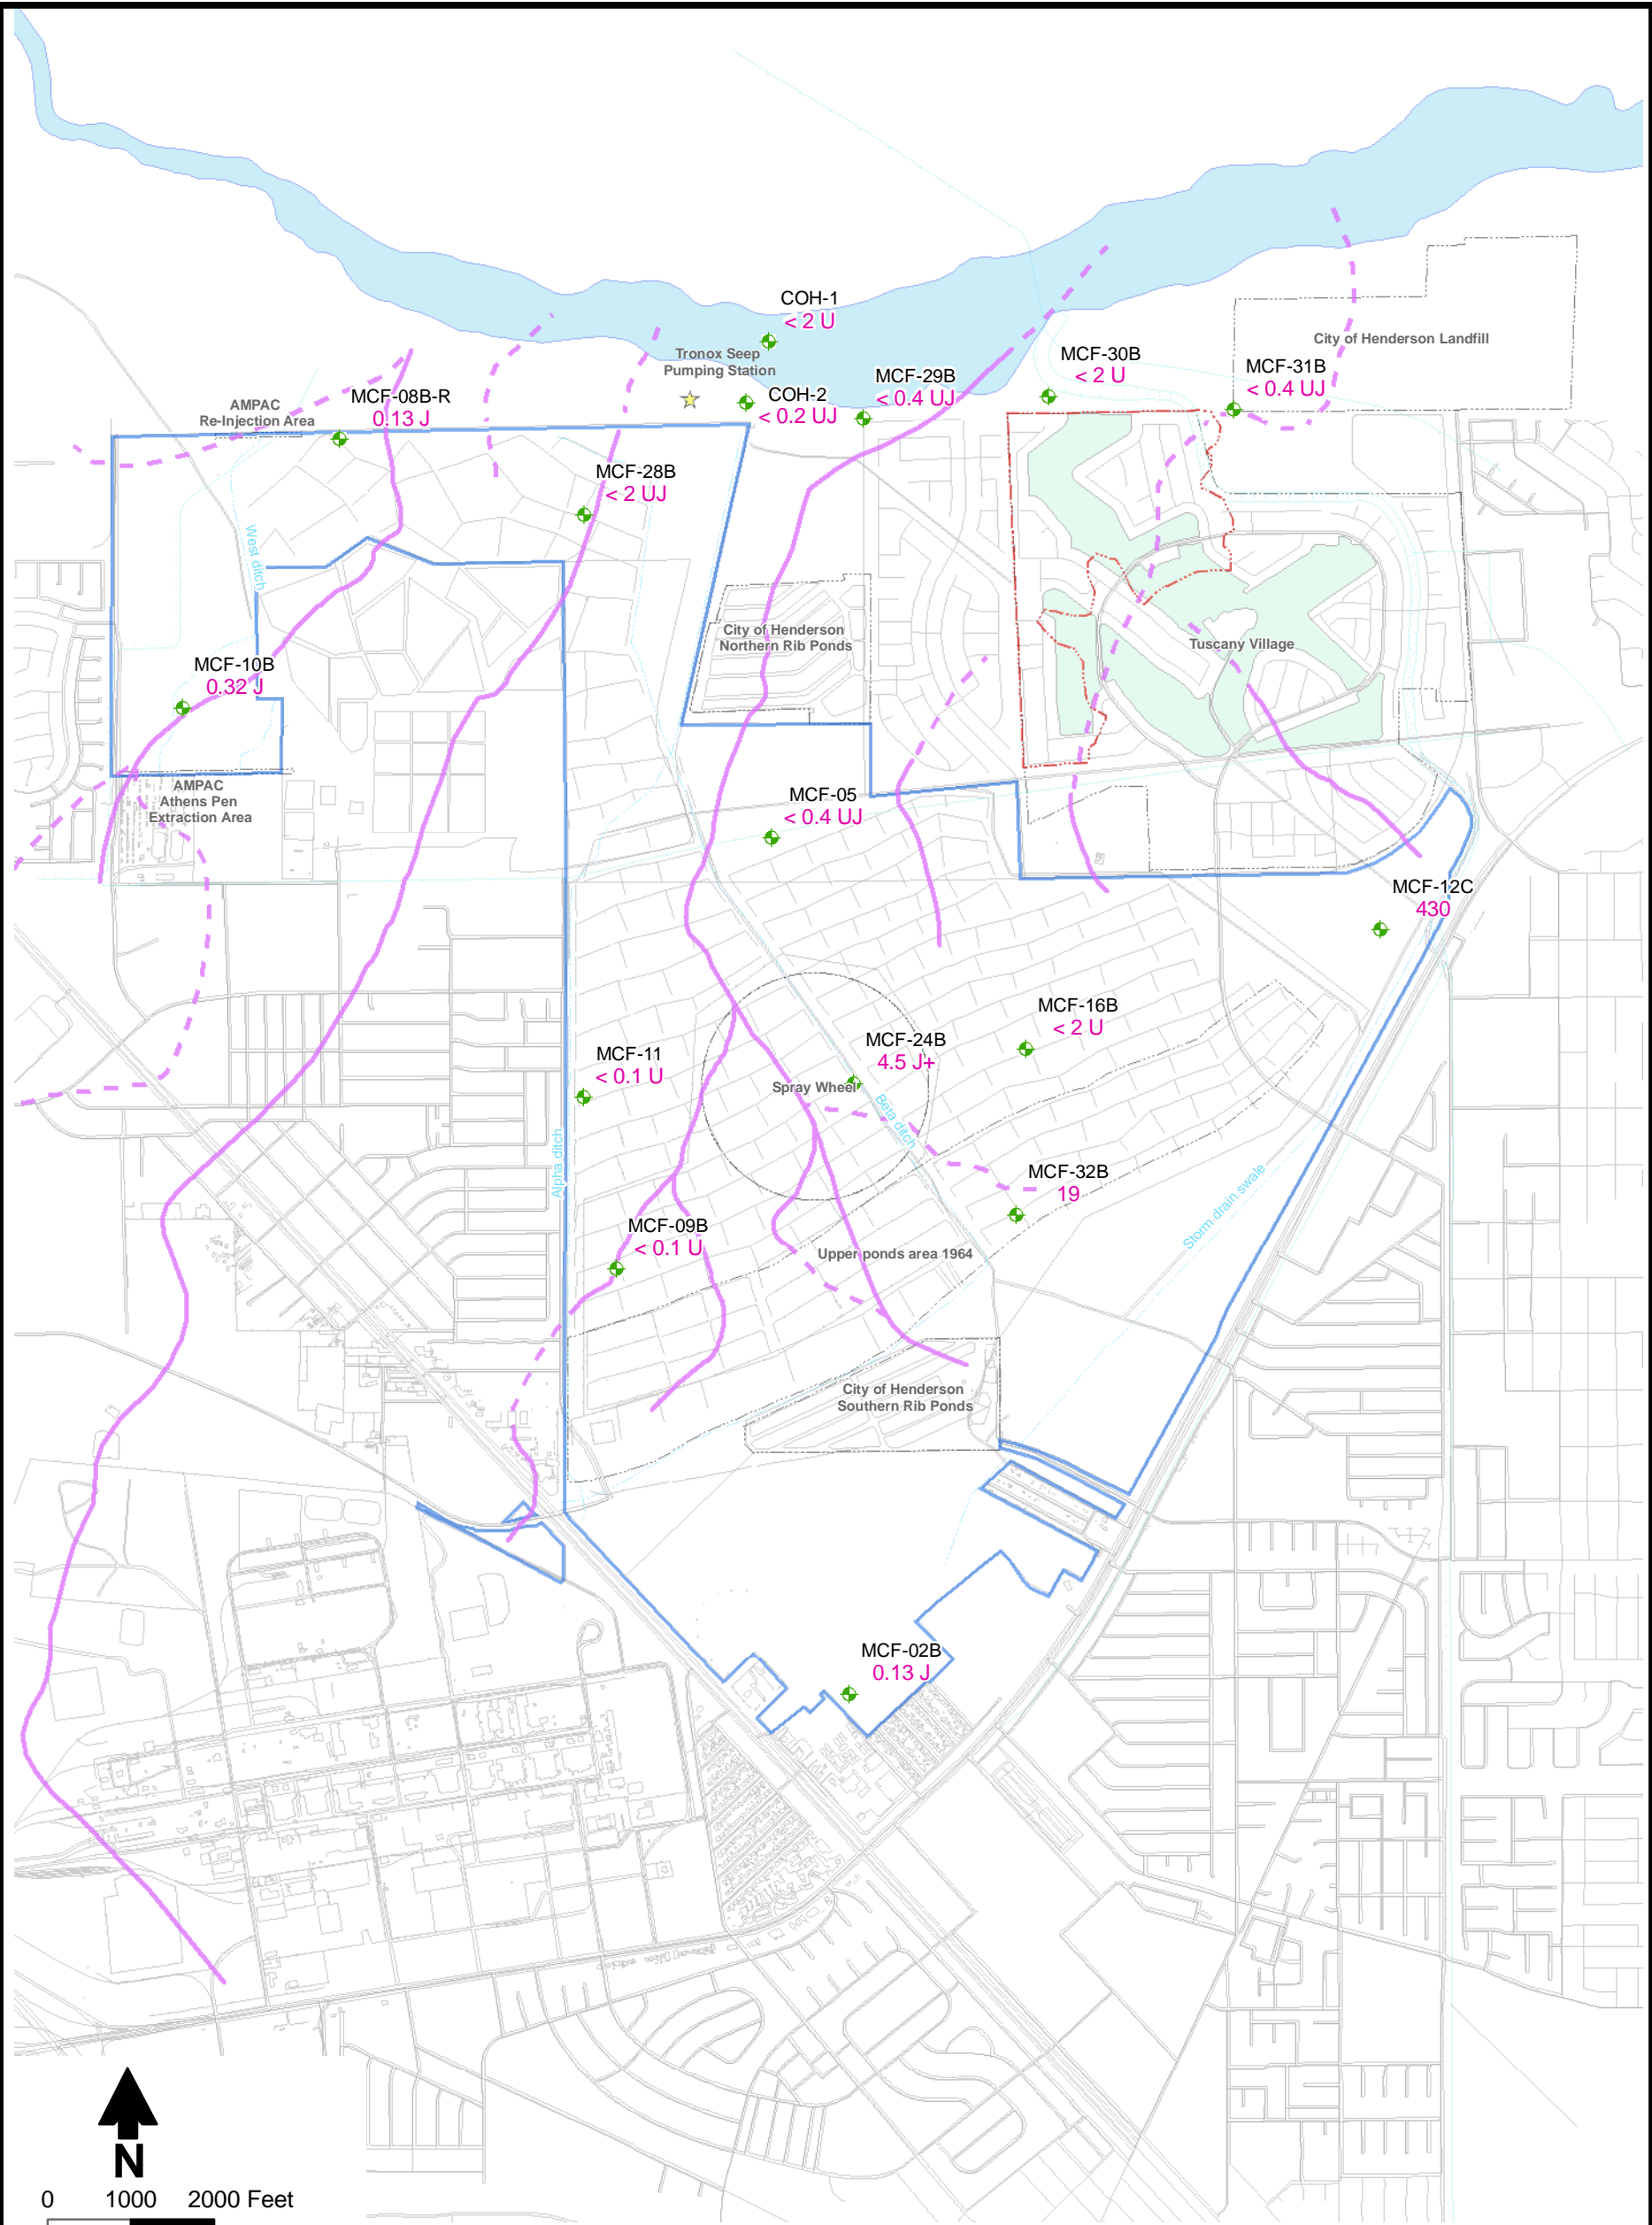 COH-1
< 2 U
Tronox Seep
Pumping Station
COH-2
< 0.2 UJ
MCF-29B
< 0.4 UJ
MCF-30B
< 2 U
City of Henderson Landfill
MCF-31B
< 0.4 UJ
AMPAC
Re-Injection Area
MCF-08B-R
0.13 J
MCF-28B
< 2 UJ
West ditch
City of Henderson
Northern Rib Ponds
Tuscany Village
MCF-10B
0.32 J
AMPAC
Athens Pen
Extraction Area
MCF-05
< 0.4 UJ
MCF-12C
430
MCF-16B
< 2 U
MCF-24B
4.5 J+
MCF-11
< 0.1 U
Spray Wheel
Beta ditch
Alpha ditch
MCF-32B
19
Storm drain swale
MCF-09B
< 0.1 U
Upper ponds area 1964
City of Henderson
Southern Rib Ponds
MCF-02B
0.13 J
N
0 1000 2000 Feet